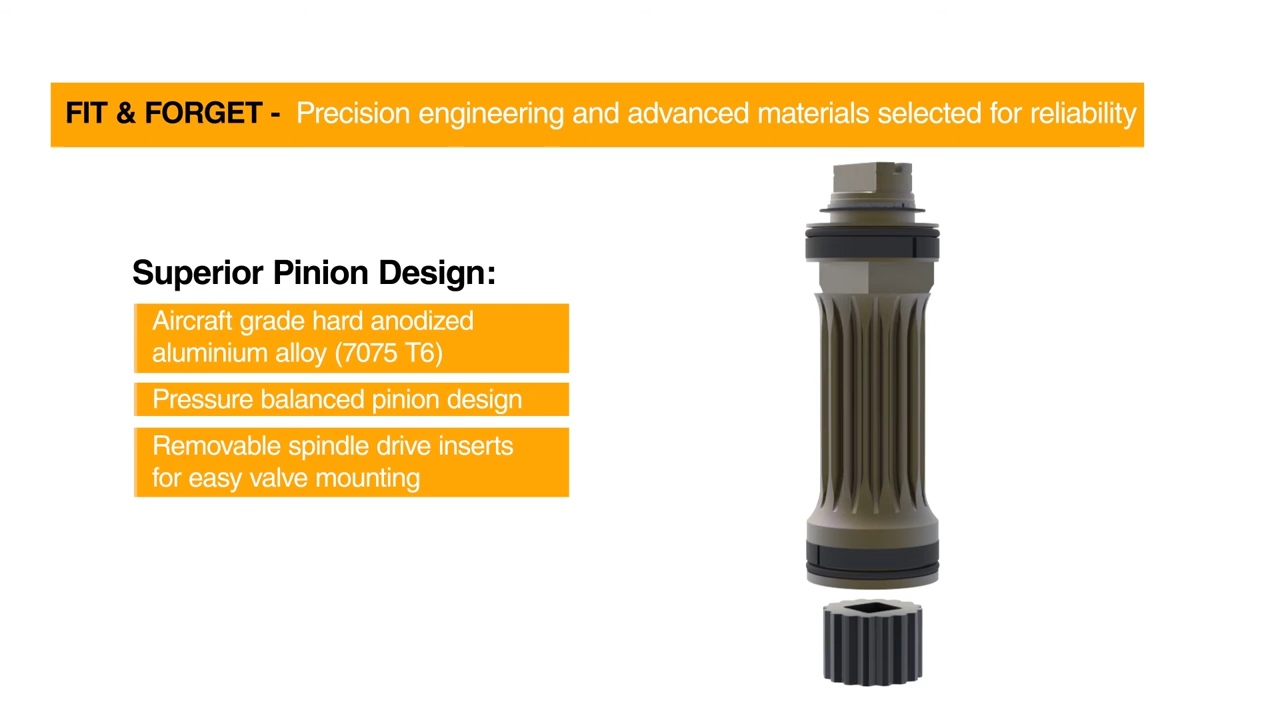 FIT & FORGET - Precision engineering and advanced materials selected for reliability
Superior Pinion Design:
Aircraft grade hard anodized
aluminium alloy (7075 T6)
Pressure balanced pinion design
Removable spindle drive inserts
for easy valve mounting